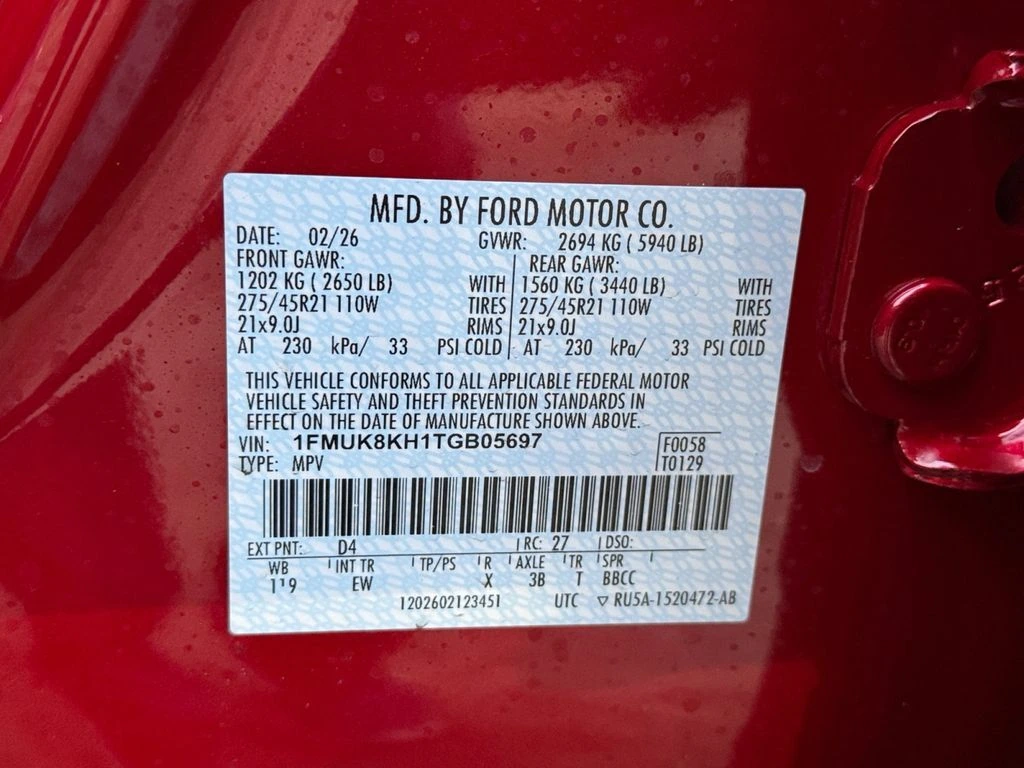 MFD. BY FORD MOTOR CO.
DATE: 02/26 GVWR: 2694 KG ( 5940 LB)
FRONT GAWR: REAR GAWR:
1202 KG ( 2650 LB) WITH 1560 KG ( 3440 LB) WITH
275/45R21 110W TIRES 275/45R21 110W TIRES
21x9.0J RIMS 21x9.0J RIMS
AT 230 kPa/ 33 PSI COLD AT 230 kPa/ 33 PSI COLD
THIS VEHICLE CONFORMS TO ALL APPLICABLE FEDERAL MOTOR
VEHICLE SAFETY AND THEFT PREVENTION STANDARDS IN
EFFECT ON THE DATE OF MANUFACTURE SHOWN ABOVE.
VIN: 1FMUK8KH1TGB05697 F0058
TYPE: MPV T0129
EXT PNT: D4 RC: 27 DSO:
WB INT TR TP/PS R AXLE TR SPR
119 EW X 3B T BBCC
1202602123451 UTC ▽ RU5A-1520472-AB